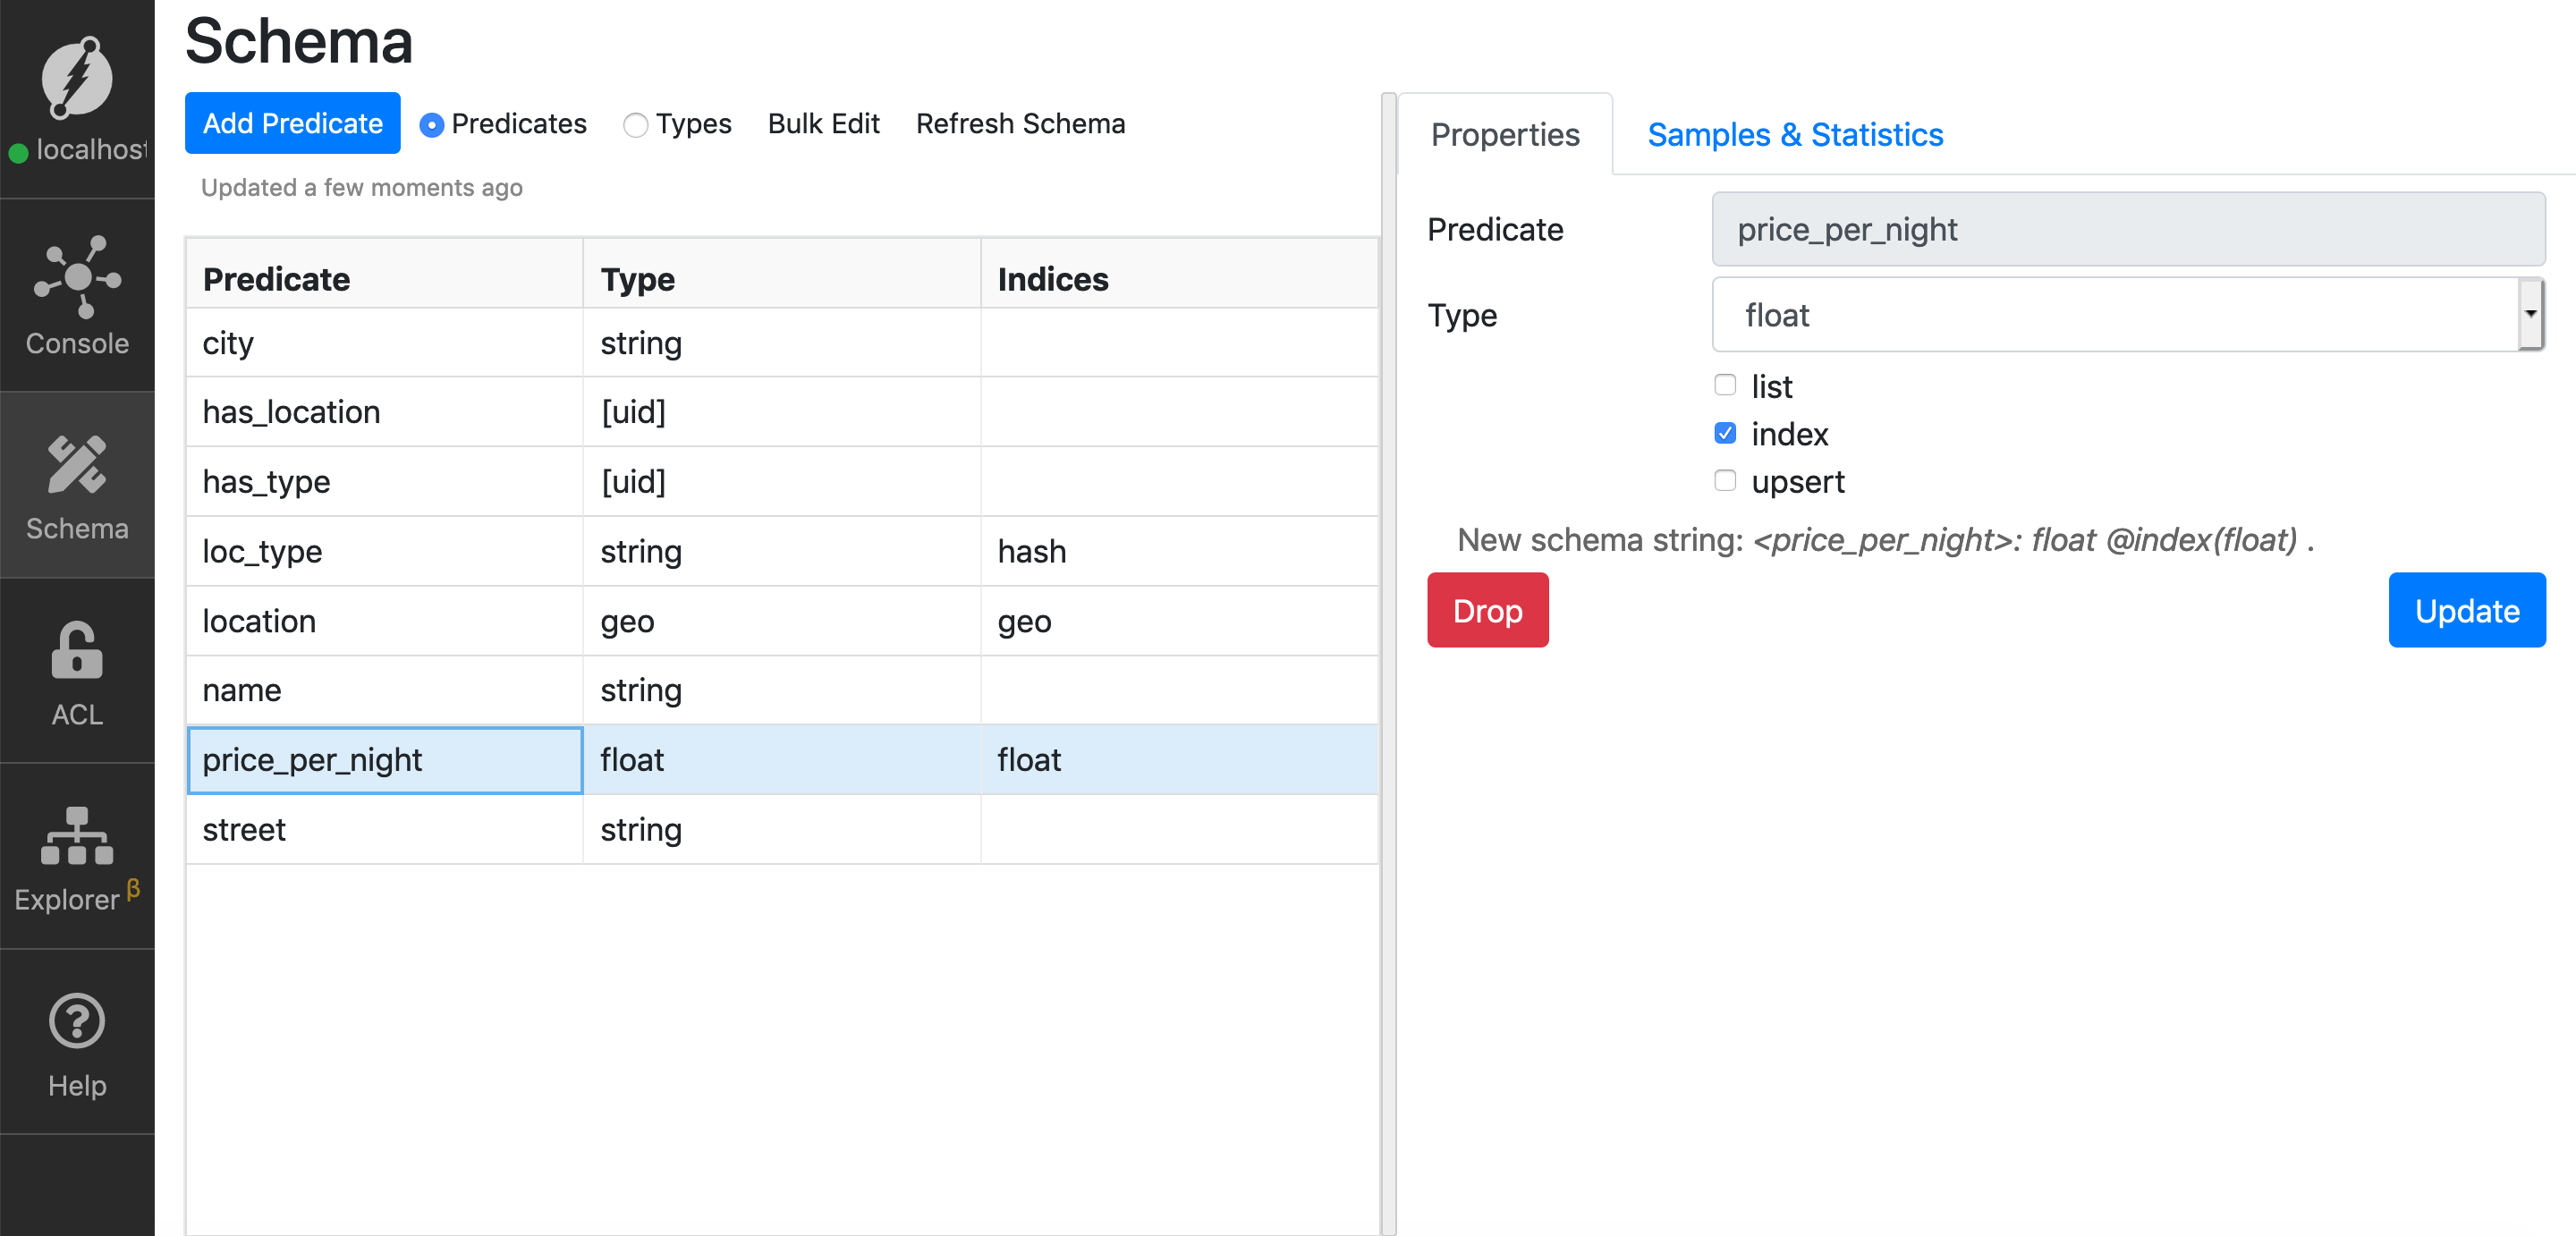 localhost
Console
Schema
ACL
Explorer β
Help
Schema
Add Predicate Predicates Types Bulk Edit Refresh Schema
Updated a few moments ago
Predicate Type Indices
city string
has_location [uid]
has_type [uid]
loc_type string hash
location geo geo
name string
price_per_night float float
street string
Properties Samples & Statistics
Predicate price_per_night
Type float
list
index
upsert
New schema string: <price_per_night>: float @index(float) .
Drop Update